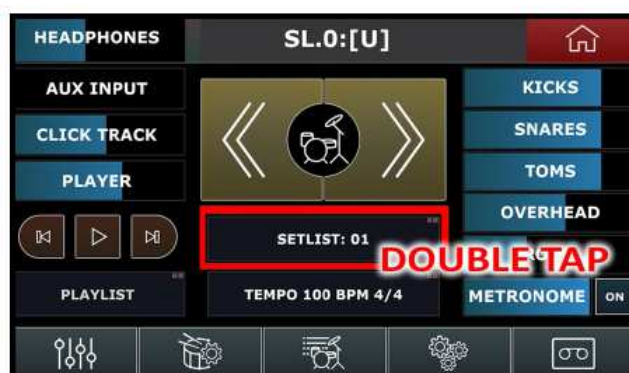 HEADPHONES
SL.0:[U]
AUX INPUT
KICKS
CLICK TRACK
SNARES
PLAYER
TOMS
OVERHEAD
SETLIST: 01
DOUBLE TAP
PLAYLIST
TEMPO 100 BPM 4/4
METRONOME
ON